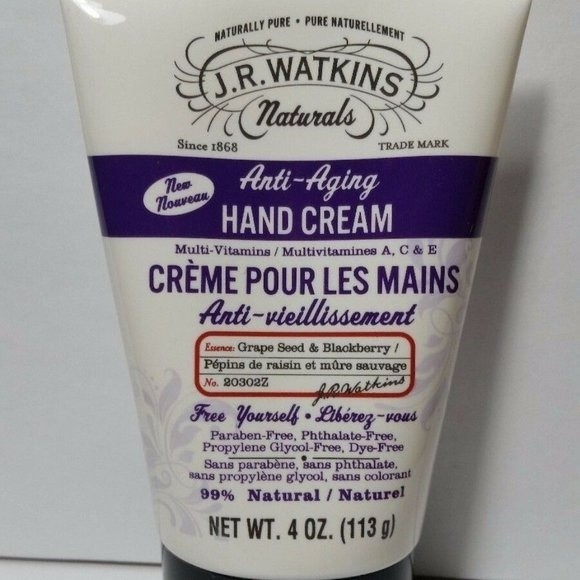 NATURALLY PURE • PURE NATURELLEMENT
J.R. WATKINS
Naturals
Since 1868 TRADE MARK
New
Nouveau
Anti-Aging
HAND CREAM
Multi-Vitamins / Multivitamines A, C & E
CRÈME POUR LES MAINS
Anti-vieillissement
Essence: Grape Seed & Blackberry /
Pépins de raisin et mûre sauvage
No. 20302Z J.R. Watkins
Free Yourself • Libérez-vous
Paraben-Free, Phthalate-Free,
Propylene Glycol-Free, Dye-Free
Sans parabène, sans phthalate,
sans propylène glycol, sans colorant
99% Natural / Naturel
NET WT. 4 OZ. (113 g)